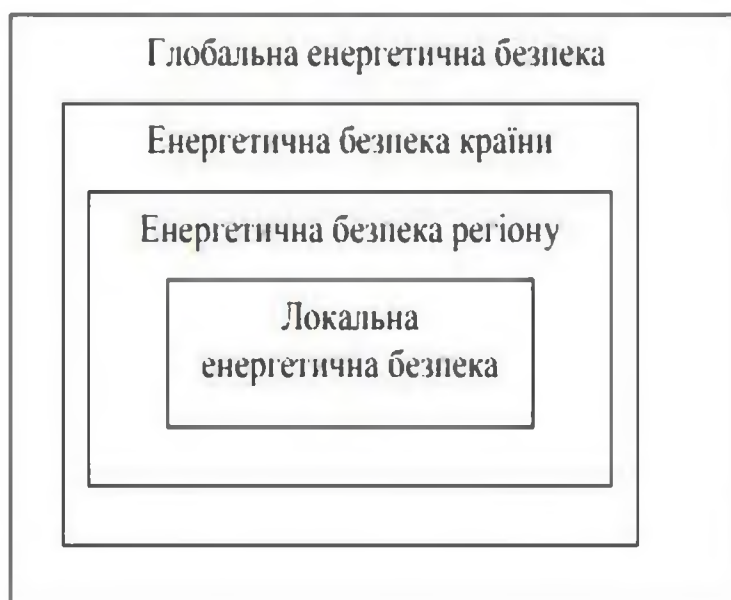 Глобальна енергетична безпека
Енергетична безпека країни
Енергетична безпека регіону
Локальна
енергетична безпека